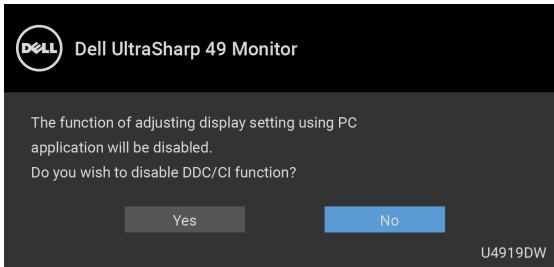 DELL
Dell UltraSharp 49 Monitor
The function of adjusting display setting using PC
application will be disabled.
Do you wish to disable DDC/CI function?
Yes
No
U4919DW